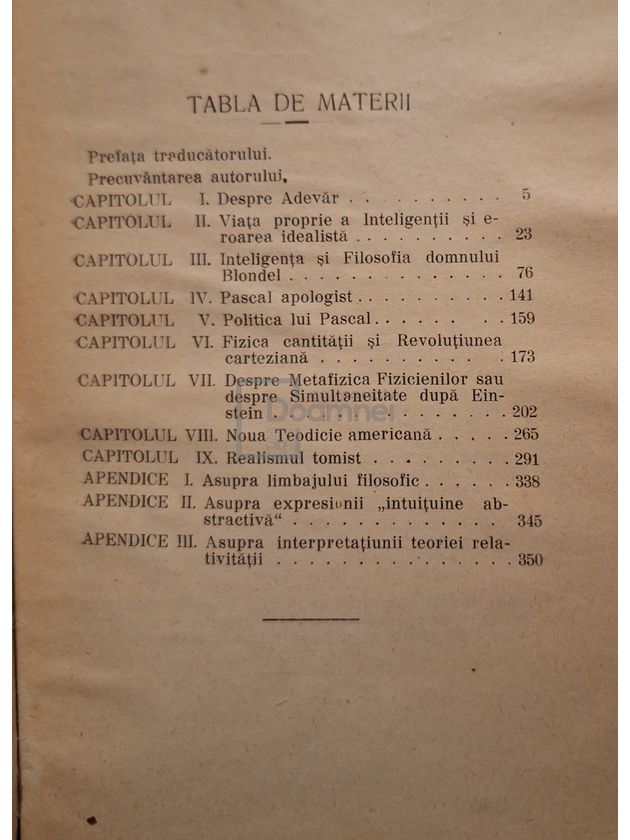 TABLA DE MATERII
Prefața traducătorului.
Precuvântarea autorului.
CAPITOLUL I. Despre Adevăr . . . . . . . . . . 5
CAPITOLUL II. Viața proprie a Inteligenții și e-
roarea idealistă . . . . . . . . . . 23
CAPITOLUL III. Inteligența și Filosofia domnului
Blondel . . . . . . . . . . . . . . 76
CAPITOLUL IV. Pascal apologist . . . . . . . . . . 141
CAPITOLUL V. Politica lui Pascal . . . . . . . . 159
CAPITOLUL VI. Fizica cantității și Revoluțiunea
carteziană . . . . . . . . . . . 173
CAPITOLUL VII. Despre Metafizica Fizicienilor sau
despre Simultaneitate după Ein-
stein . . . . . . . . . . . . . . . 202
CAPITOLUL VIII. Noua Teodicie americană . . . . . 265
CAPITOLUL IX. Realismul tomist . . . . . . . . . 291
APENDICE I. Asupra limbajului filosofic . . . . . . 338
APENDICE II. Asupra expresiunii „intuițuine ab-
stractivă“ . . . . . . . . . . . . . 345
APENDICE III. Asupra interpretațiunii teoriei rela-
tivității . . . . . . . . . . . . . . . 350
Doamnei